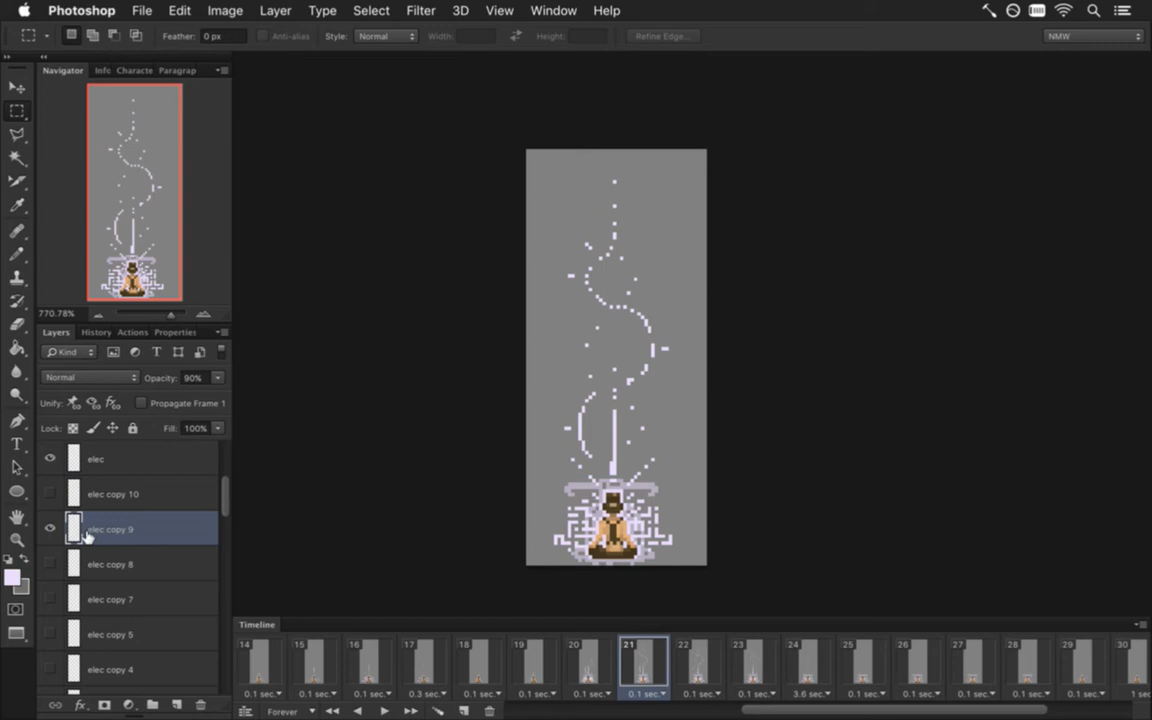 Photoshop File Edit Image Layer Type Select Filter 3D View Window Help
Feather: 0 px Anti-alias Style: Normal Width: Height: Refine Edge... NMW
Navigator Info Characte Paragrap
770.78%
Layers History Actions Properties
Kind
Normal Opacity: 90%
Unify: Propagate Frame 1
Lock: Fill: 100%
elec
elec copy 10
elec copy 9
elec copy 8
elec copy 7
elec copy 5
elec copy 4
Timeline
14 15 16 17 18 19 20 21 22 23 24 25 26 27 28 29 30
0.1 sec. 0.1 sec. 0.1 sec. 0.3 sec. 0.1 sec. 0.1 sec. 0.1 sec. 0.1 sec. 0.1 sec. 0.1 sec. 3.6 sec. 0.1 sec. 0.1 sec. 0.1 sec. 0.1 sec. 0.1 sec. 1 sec
Forever